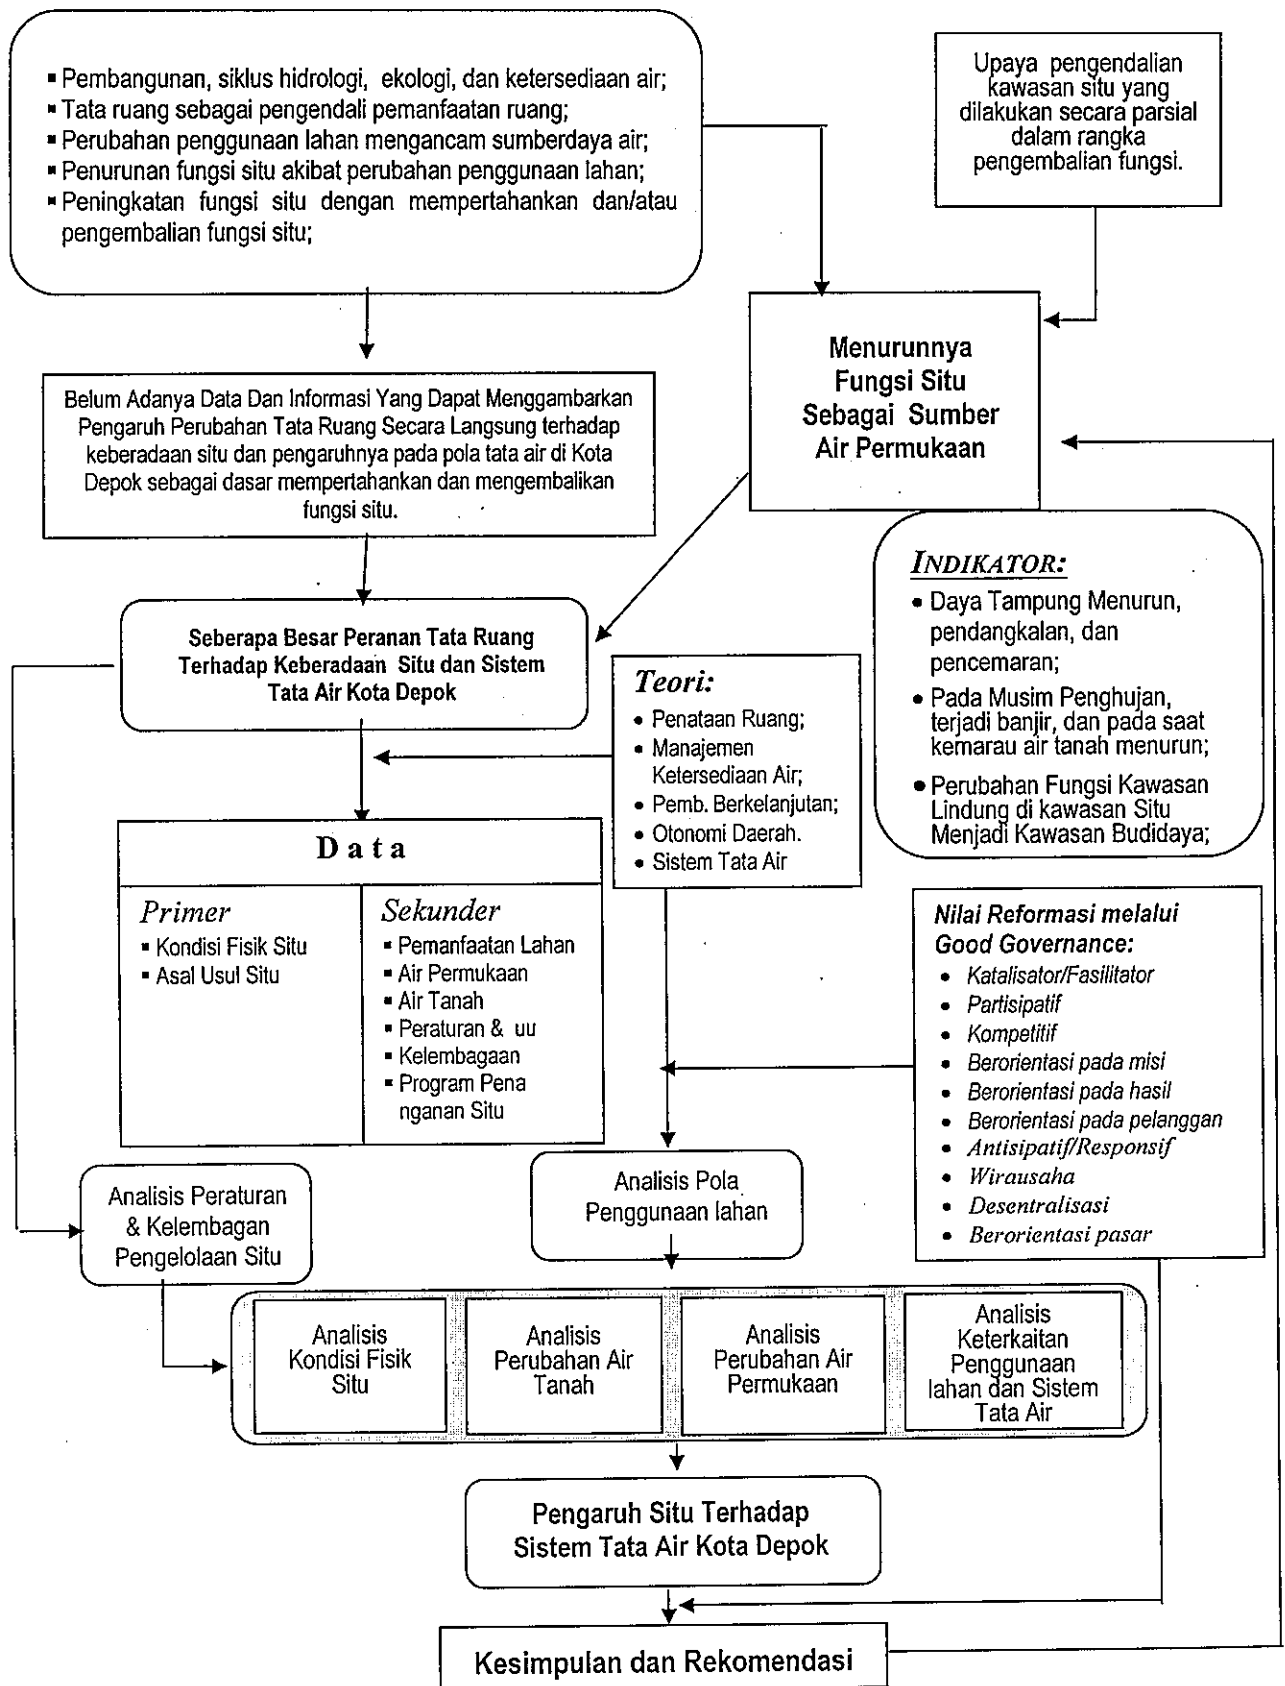 ▪ Pembangunan, siklus hidrologi, ekologi, dan ketersediaan air;
▪ Tata ruang sebagai pengendali pemanfaatan ruang;
▪ Perubahan penggunaan lahan mengancam sumberdaya air;
▪ Penurunan fungsi situ akibat perubahan penggunaan lahan;
▪ Peningkatan fungsi situ dengan mempertahankan dan/atau
pengembalian fungsi situ;
Upaya pengendalian
kawasan situ yang
dilakukan secara parsial
dalam rangka
pengembalian fungsi.
Menurunnya
Fungsi Situ
Sebagai Sumber
Air Permukaan
Belum Adanya Data Dan Informasi Yang Dapat Menggambarkan
Pengaruh Perubahan Tata Ruang Secara Langsung terhadap
keberadaan situ dan pengaruhnya pada pola tata air di Kota
Depok sebagai dasar mempertahankan dan mengembalikan
fungsi situ.
INDIKATOR:
• Daya Tampung Menurun,
pendangkalan, dan
pencemaran;
• Pada Musim Penghujan,
terjadi banjir, dan pada saat
kemarau air tanah menurun;
• Perubahan Fungsi Kawasan
Lindung di kawasan Situ
Menjadi Kawasan Budidaya;
Seberapa Besar Peranan Tata Ruang
Terhadap Keberadaan Situ dan Sistem
Tata Air Kota Depok
Teori:
• Penataan Ruang;
• Manajemen
Ketersediaan Air;
• Pemb. Berkelanjutan;
• Otonomi Daerah.
• Sistem Tata Air
Data
Primer
▪ Kondisi Fisik Situ
▪ Asal Usul Situ
Sekunder
▪ Pemanfaatan Lahan
▪ Air Permukaan
▪ Air Tanah
▪ Peraturan & uu
▪ Kelembagaan
▪ Program Pena
nganan Situ
Nilai Reformasi melalui
Good Governance:
• Katalisator/Fasilitator
• Partisipatif
• Kompetitif
• Berorientasi pada misi
• Berorientasi pada hasil
• Berorientasi pada pelanggan
• Antisipatif/Responsif
• Wirausaha
• Desentralisasi
• Berorientasi pasar
Analisis Peraturan
& Kelembagan
Pengelolaan Situ
Analisis Pola
Penggunaan lahan
Analisis
Kondisi Fisik
Situ
Analisis
Perubahan Air
Tanah
Analisis
Perubahan Air
Permukaan
Analisis
Keterkaitan
Penggunaan
lahan dan Sistem
Tata Air
Pengaruh Situ Terhadap
Sistem Tata Air Kota Depok
Kesimpulan dan Rekomendasi